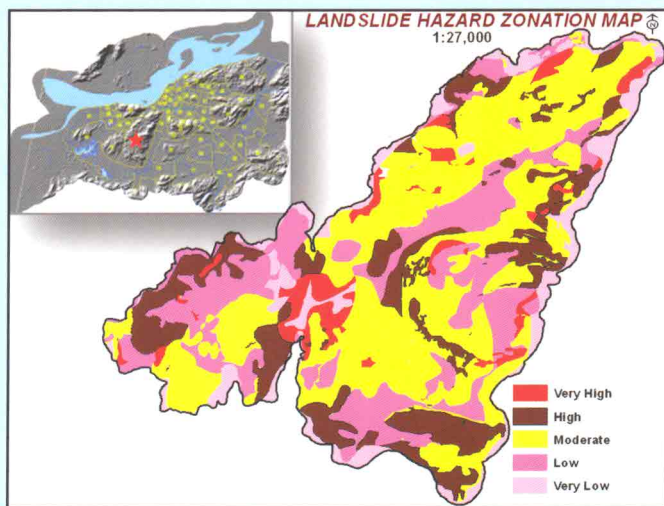 LANDSLIDE HAZARD ZONATION MAP
N
1:27,000
Very High
High
Moderate
Low
Very Low